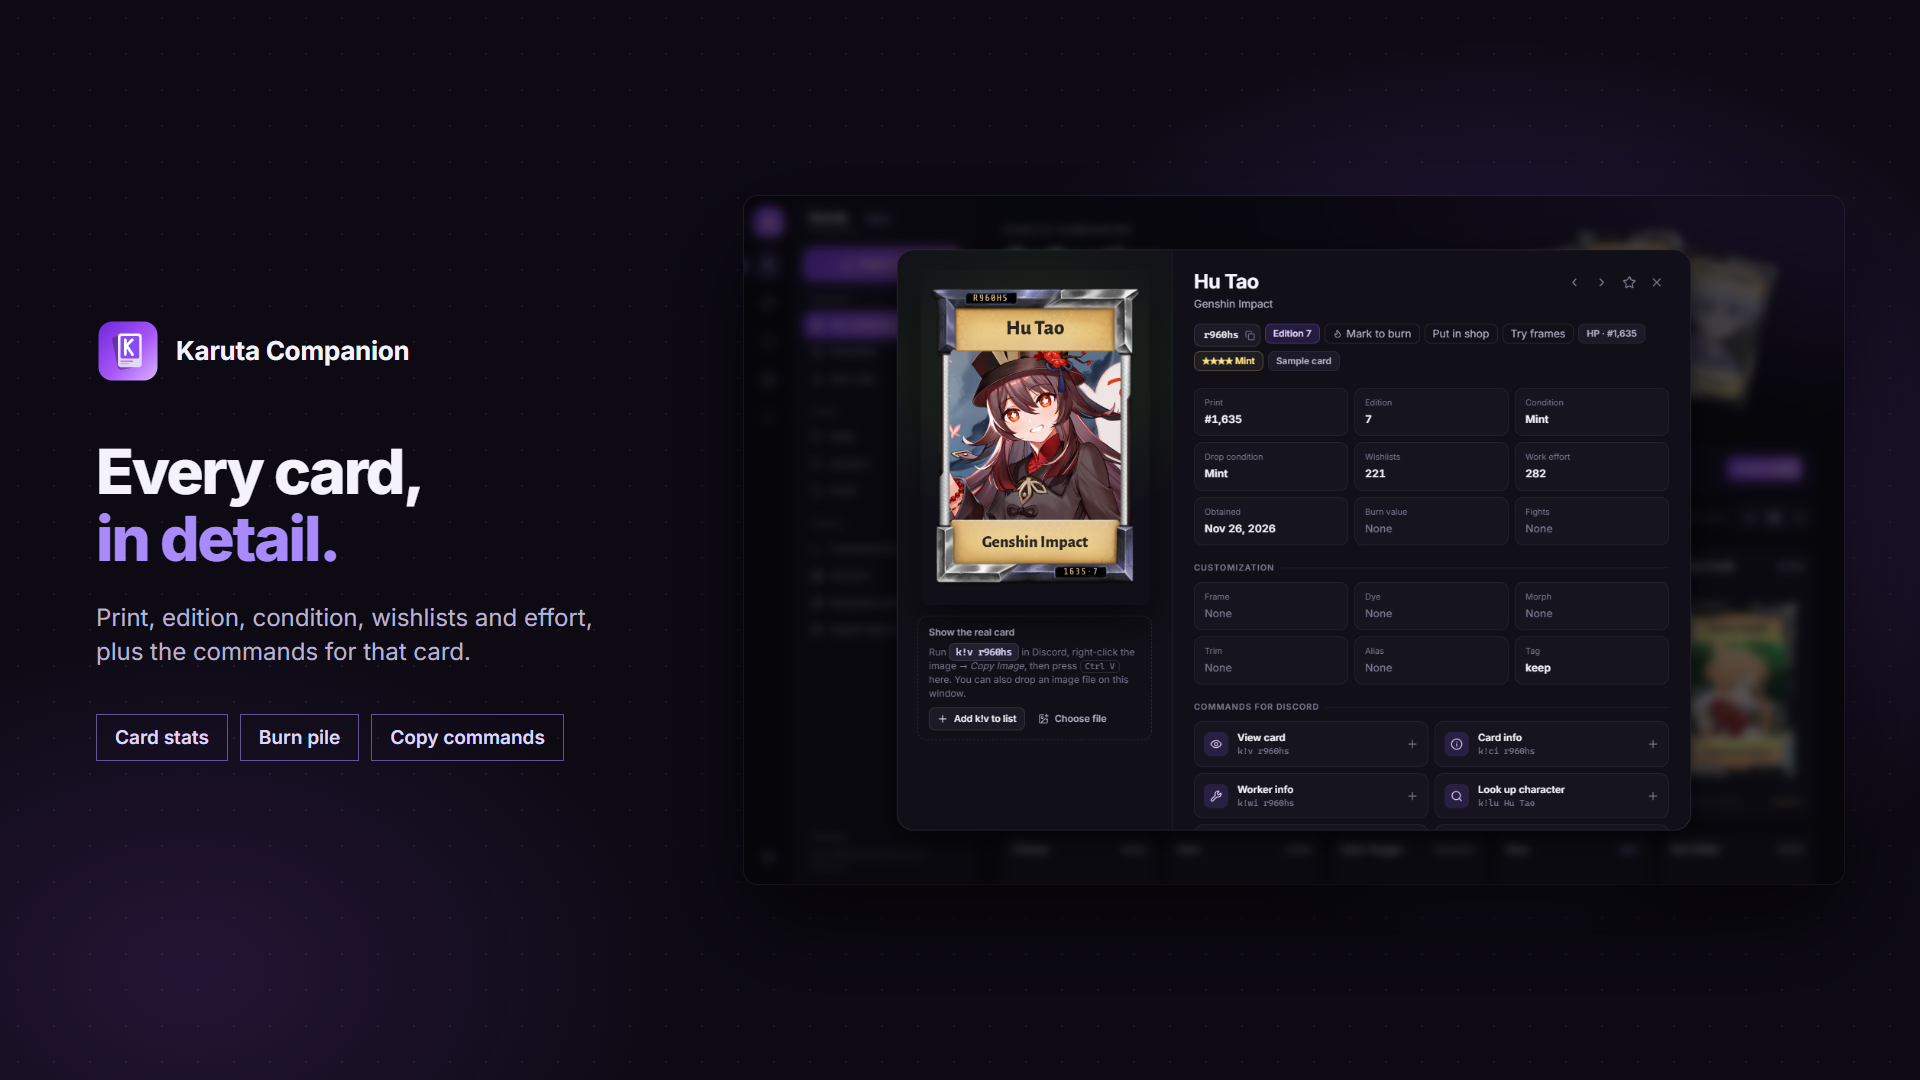 Karuta Companion
Every card,
in detail.
Print, edition, condition, wishlists and effort,
plus the commands for that card.
Card stats
Burn pile
Copy commands
R960HS
Hu Tao
Genshin Impact
1635·7
Show the real card
Run k!v r960hs in Discord, right-click the
image → Copy Image, then press Ctrl V
here. You can also drop an image file on this
window.
Add k!v to list
Choose file
Hu Tao
Genshin Impact
r960hs
Edition 7
Mark to burn
Put in shop
Try frames
HP · #1,635
★★★★ Mint
Sample card
Print
#1,635
Edition
7
Condition
Mint
Drop condition
Mint
Wishlists
221
Work effort
282
Obtained
Nov 26, 2026
Burn value
None
Fights
None
CUSTOMIZATION
Frame
None
Dye
None
Morph
None
Trim
None
Alias
None
Tag
keep
COMMANDS FOR DISCORD
View card
k!v r960hs
Card info
k!ci r960hs
Worker info
k!wi r960hs
Look up character
k!lu Hu Tao